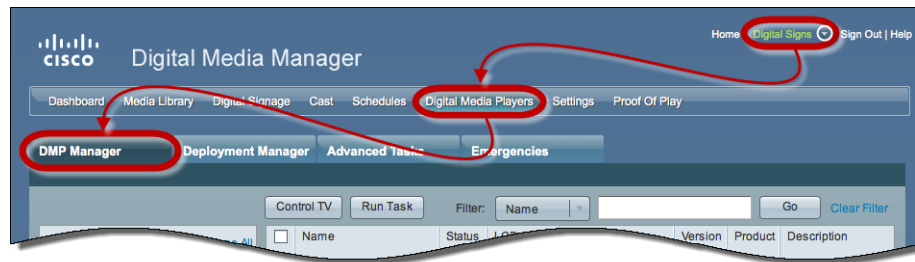 Home Digital Signs Sign Out | Help
CISCO Digital Media Manager
Dashboard Media Library Digital Signage Cast Schedules Digital Media Players Settings Proof Of Play
DMP Manager Deployment Manager Advanced Tasks Emergencies
Control TV Run Task Filter: Name Go Clear Filter
All Name Status Version Product Description